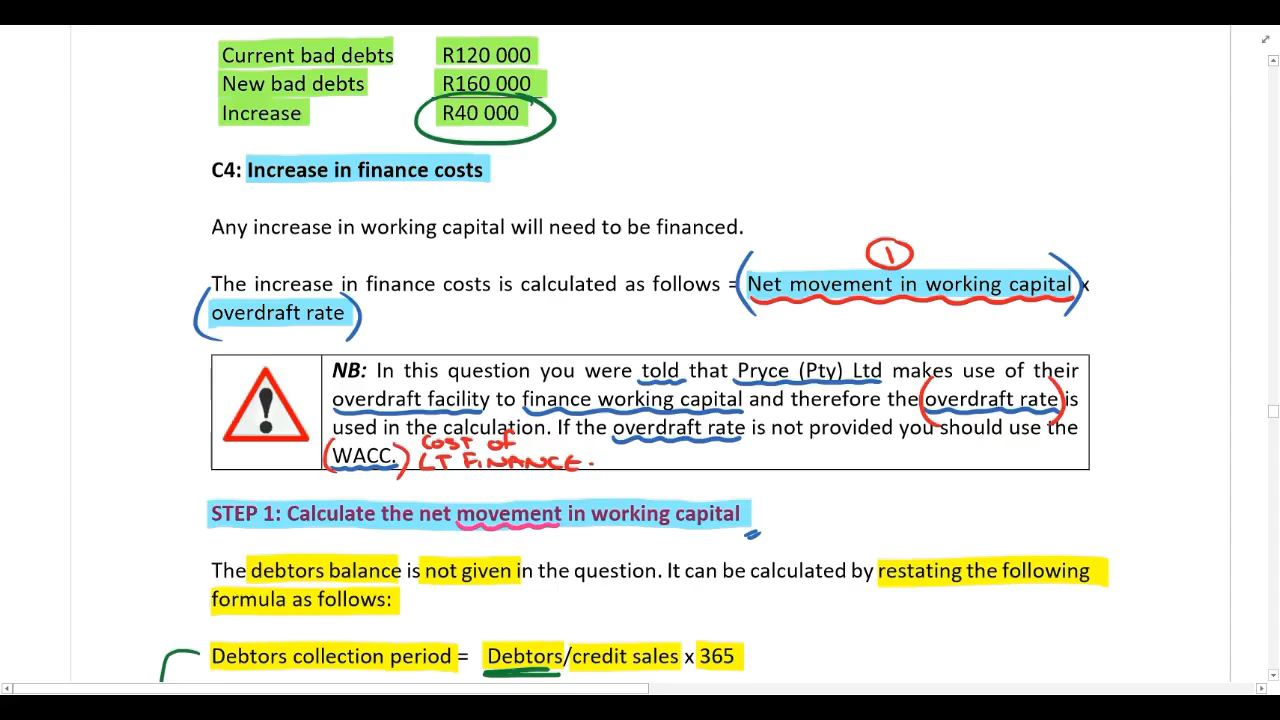 Current bad debts R120 000
New bad debts R160 000
Increase R40 000
C4: Increase in finance costs
Any increase in working capital will need to be financed.
1
The increase in finance costs is calculated as follows = Net movement in working capital x
overdraft rate
NB: In this question you were told that Pryce (Pty) Ltd makes use of their
overdraft facility to finance working capital and therefore the overdraft rate is
used in the calculation. If the overdraft rate is not provided you should use the
WACC. COST OF
LT FINANCE.
STEP 1: Calculate the net movement in working capital
The debtors balance is not given in the question. It can be calculated by restating the following
formula as follows:
Debtors collection period = Debtors/credit sales x 365